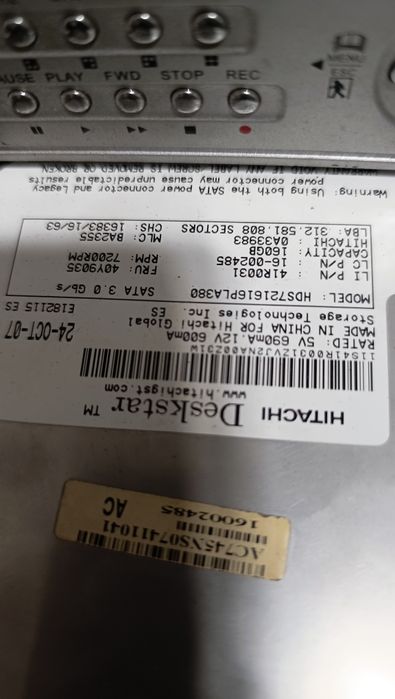 PLAY FWD STOP REC
MENU
ESC
HITACHI Deskstar TM
www.hitachigst.com
11S41R0031ZVJ2NA00Z31W
RATED: 5V 690mA, 12V 600mA
MADE IN CHINA FOR Hitachi Global
Storage Technologies Inc. ES
24-OCT-07
E182115 ES
MODEL: HDS721616PLA380 SATA 3.0 Gb/s
LI P/N: 41R0031 FRU: 40Y9035
LC P/N: 16-002485 RPM: 7200RPM
CAPACITY 160GB
HITACHI 0A33983 MLC: BA2355
LBA: 312,581,808 SECTORS CHS: 16383/16/63
Warning: Using both the SATA power connector and Legacy
power connector may cause unpredictable results
AC745NS07411041
16002485
AC